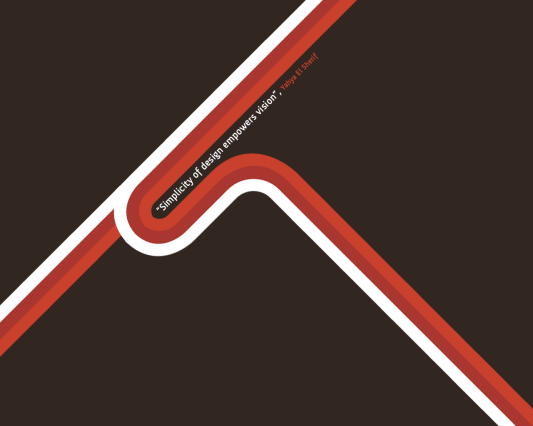 "Simplicity of design empowers vision", Yahya El Sherif